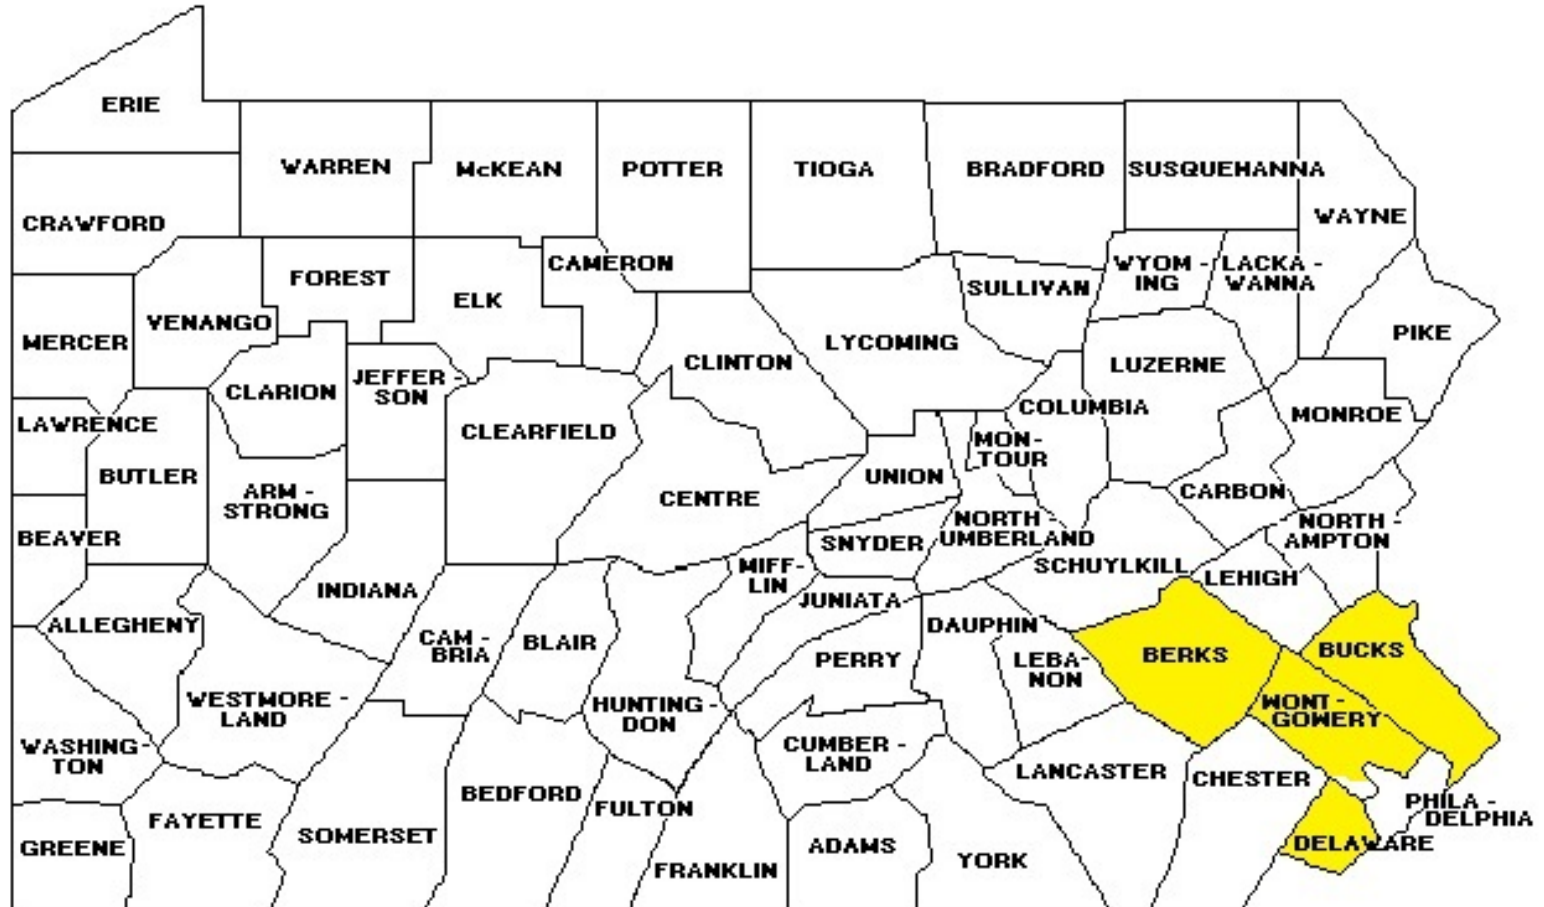 ERIE
WARREN
McKEAN
POTTER
TIOGA
BRADFORD
SUSQUEHANNA
WAYNE
CRAWFORD
FOREST
CAMERON
WYOM -
ING
LACKA -
WANNA
ELK
SULLIVAN
VENANGO
MERCER
LYCOMING
PIKE
CLINTON
LUZERNE
CLARION
JEFFER -
SON
COLUMBIA
MONROE
LAWRENCE
CLEARFIELD
MON-
TOUR
BUTLER
UNION
CENTRE
CARBON
ARM -
STRONG
NORTH
UMBERLAND
NORTH -
AMPTON
BEAVER
SNYDER
SCHUYLKILL
LEHIGH
MIFF-
LIN
INDIANA
JUNIATA
ALLEGHENY
DAUPHIN
CAM -
BRIA
BLAIR
PERRY
LEBA-
NON
BERKS
BUCKS
WESTMORE -
LAND
HUNTING -
DON
WONT -
GOWERY
WASHING-
TON
CUMBER -
LAND
LANCASTER
CHESTER
BEDFORD
FULTON
PHILA -
DELPHIA
FAYETTE
SOMERSET
GREENE
ADAMS
DELAWARE
YORK
FRANKLIN